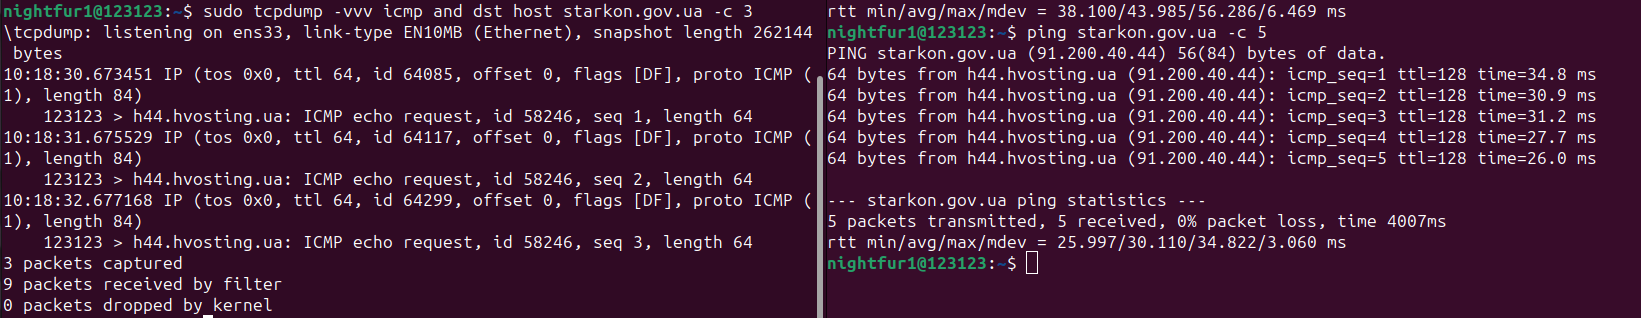 nightfur1@123123:~$ sudo tcpdump -vvv icmp and dst host starkon.gov.ua -c 3
\tcpdump: listening on ens33, link-type EN10MB (Ethernet), snapshot length 262144
 bytes
10:18:30.673451 IP (tos 0x0, ttl 64, id 64085, offset 0, flags [DF], proto ICMP (
1), length 84)
    123123 > h44.hvosting.ua: ICMP echo request, id 58246, seq 1, length 64
10:18:31.675529 IP (tos 0x0, ttl 64, id 64117, offset 0, flags [DF], proto ICMP (
1), length 84)
    123123 > h44.hvosting.ua: ICMP echo request, id 58246, seq 2, length 64
10:18:32.677168 IP (tos 0x0, ttl 64, id 64299, offset 0, flags [DF], proto ICMP (
1), length 84)
    123123 > h44.hvosting.ua: ICMP echo request, id 58246, seq 3, length 64
3 packets captured
9 packets received by filter
0 packets dropped by kernel
rtt min/avg/max/mdev = 38.100/43.985/56.286/6.469 ms
nightfur1@123123:~$ ping starkon.gov.ua -c 5
PING starkon.gov.ua (91.200.40.44) 56(84) bytes of data.
64 bytes from h44.hvosting.ua (91.200.40.44): icmp_seq=1 ttl=128 time=34.8 ms
64 bytes from h44.hvosting.ua (91.200.40.44): icmp_seq=2 ttl=128 time=30.9 ms
64 bytes from h44.hvosting.ua (91.200.40.44): icmp_seq=3 ttl=128 time=31.2 ms
64 bytes from h44.hvosting.ua (91.200.40.44): icmp_seq=4 ttl=128 time=27.7 ms
64 bytes from h44.hvosting.ua (91.200.40.44): icmp_seq=5 ttl=128 time=26.0 ms

--- starkon.gov.ua ping statistics ---
5 packets transmitted, 5 received, 0% packet loss, time 4007ms
rtt min/avg/max/mdev = 25.997/30.110/34.822/3.060 ms
nightfur1@123123:~$